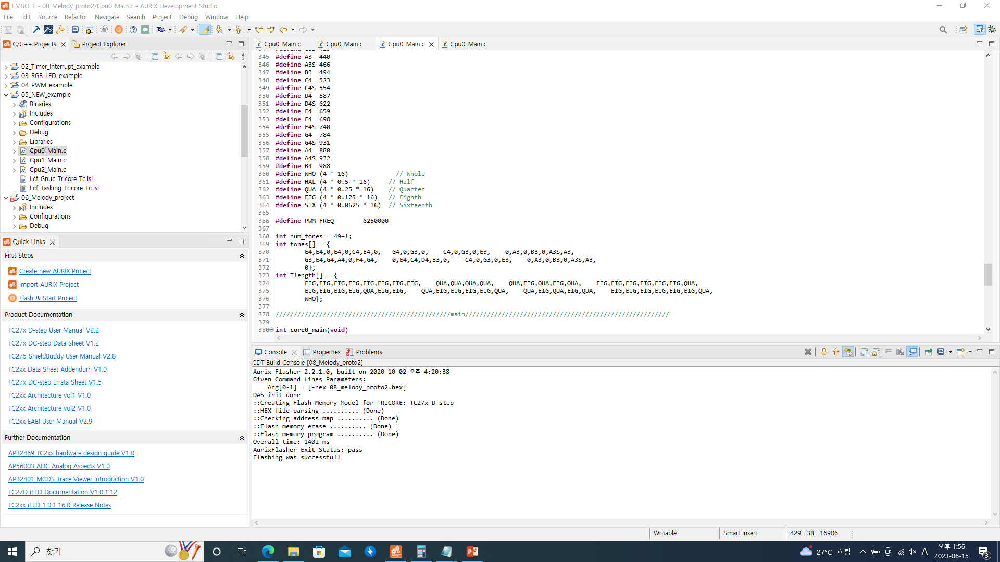 EMSOFT - 08_Melody_proto2/Cpu0_Main.c - AURIX Development Studio
File Edit Source Refactor Navigate Search Project Debug Window Help
C/C++ Projects Project Explorer
02_Timer_Interrupt_example
03_RGB_LED_example
04_PWM_example
05_NEW_example
Binaries
Includes
Configurations
Debug
Libraries
Cpu0_Main.c
Cpu1_Main.c
Cpu2_Main.c
Lcf_Gnuc_Tricore_Tc.lsl
Lcf_Tasking_Tricore_Tc.lsl
06_Melody_project
Includes
Configurations
Debug
Quick Links
First Steps
Create new AURIX Project
Import AURIX Project
Flash & Start Project
Product Documentation
TC27x D-step User Manual V2.2
TC27x DC-step Data Sheet V1.2
TC275 ShieldBuddy User Manual V2.8
TC2xx Data Sheet Addendum V1.0
TC27x DC-step Errata Sheet V1.5
TC2xx Architecture vol1 V1.0
TC2xx Architecture vol2 V1.0
TC2xx EABI User Manual V2.9
Further Documentation
AP32469 TC2xx hardware design guide V1.0
AP56003 ADC Analog Aspects V1.0
AP32401 MCDS Trace Viewer Introduction V1.0
TC27D iLLD Documentation V1.0.1.12
TC2xx iLLD 1.0.1.16.0 Release Notes
Cpu0_Main.c Cpu0_Main.c Cpu0_Main.c Cpu0_Main.c
345 #define A3 440
346 #define A3S 466
347 #define B3 494
348 #define C4 523
349 #define C4S 554
350 #define D4 587
351 #define D4S 622
352 #define E4 659
353 #define F4 698
354 #define F4S 740
355 #define G4 784
356 #define G4S 931
357 #define A4 880
358 #define A4S 932
359 #define B4 988
360 #define WHO (4 * 16) // Whole
361 #define HAL (4 * 0.5 * 16) // Half
362 #define QUA (4 * 0.25 * 16) // Quarter
363 #define EIG (4 * 0.125 * 16) // Eighth
364 #define SIX (4 * 0.0625 * 16) // Sixteenth
365
366 #define PWM_FREQ 6250000
367
368 int num_tones = 49+1;
369 int tones[] = {
370 E4,E4,0,E4,0,C4,E4,0, G4,0,G3,0, C4,0,G3,0,E3, 0,A3,0,B3,0,A3S,A3,
371 G3,E4,G4,A4,0,F4,G4, 0,E4,C4,D4,B3,0, C4,0,G3,0,E3, 0,A3,0,B3,0,A3S,A3,
372 0};
373 int Tlength[] = {
374 EIG,EIG,EIG,EIG,EIG,EIG,EIG,EIG, QUA,QUA,QUA,QUA, QUA,EIG,QUA,EIG,QUA, EIG,EIG,EIG,EIG,EIG,EIG,QUA,
375 EIG,EIG,EIG,EIG,QUA,EIG,EIG, QUA,EIG,EIG,EIG,EIG,QUA, QUA,EIG,QUA,EIG,QUA, EIG,EIG,EIG,EIG,EIG,EIG,QUA,
376 WHO};
377
378 ////////////////////////////////////////////////main////////////////////////////////////////////////////////
379
380 int core0_main(void)
Console Properties Problems
CDT Build Console [08_Melody_proto2]
Aurix Flasher 2.2.1.0, built on 2020-10-02 오후 4:20:38
Given Command Lines Parameters:
Arg[0-1] = [-hex 08_melody_proto2.hex]
DAS init done
::Creating Flash Memory Model for TRICORE: TC27x D step
::HEX file parsing .......... (Done)
::Checking address map .......... (Done)
::Flash memory erase .......... (Done)
::Flash memory program .......... (Done)
Overall time: 1401 ms
AurixFlasher Exit Status: pass
Flashing was successfull
Writable Smart Insert 429 : 38 : 16906
찾기
27°C 흐림 A 오후 1:56
2023-06-15
3